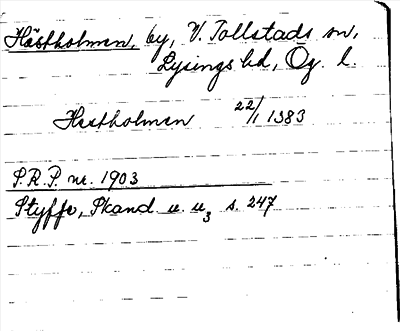 Hästholmen, by, V. Tollstads sn,
Lysings hd, Ög. l.
Hestholmen 22/1 1383
S.R.P. nr. 1903
Styffe, Skand. u. u3 s. 247